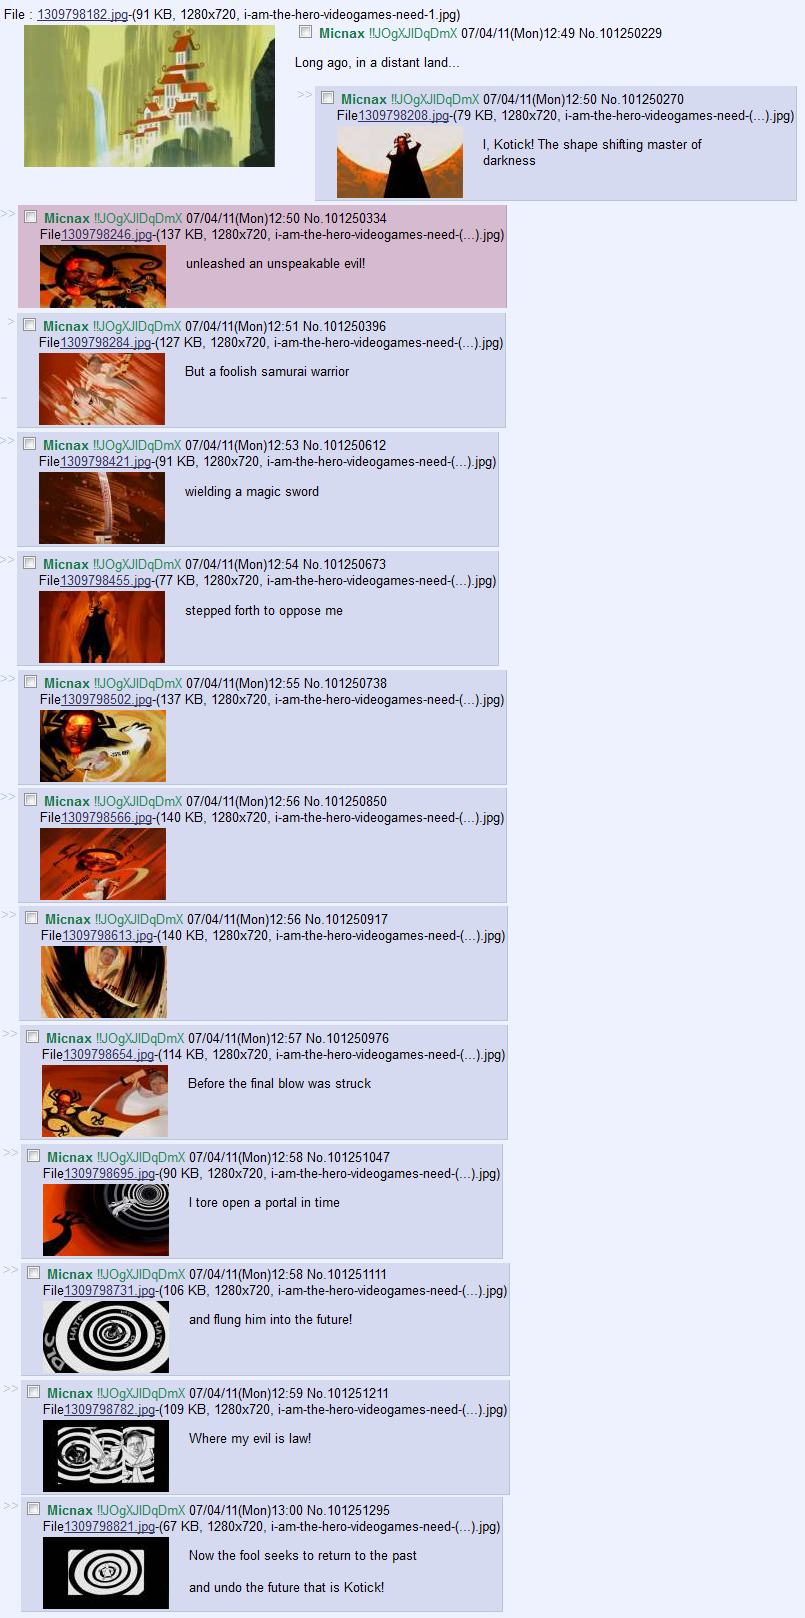 File : 1309798182.jpg-(91 KB, 1280x720, i-am-the-hero-videogames-need-1.jpg)
Micnax !!JOgXJIDqDmX 07/04/11(Mon)12:49 No.101250229
Long ago, in a distant land...
>> Micnax !!JOgXJIDqDmX 07/04/11(Mon)12:50 No.101250270
File1309798208.jpg-(79 KB, 1280x720, i-am-the-hero-videogames-need-(...).jpg)
I, Kotick! The shape shifting master of
darkness
>> Micnax !!JOgXJIDqDmX 07/04/11(Mon)12:50 No.101250334
File1309798246.jpg-(137 KB, 1280x720, i-am-the-hero-videogames-need-(...).jpg)
unleashed an unspeakable evil!
> Micnax !!JOgXJIDqDmX 07/04/11(Mon)12:51 No.101250396
File1309798284.jpg-(127 KB, 1280x720, i-am-the-hero-videogames-need-(...).jpg)
But a foolish samurai warrior
>> Micnax !!JOgXJIDqDmX 07/04/11(Mon)12:53 No.101250612
File1309798421.jpg-(91 KB, 1280x720, i-am-the-hero-videogames-need-(...).jpg)
wielding a magic sword
>> Micnax !!JOgXJIDqDmX 07/04/11(Mon)12:54 No.101250673
File1309798455.jpg-(77 KB, 1280x720, i-am-the-hero-videogames-need-(...).jpg)
stepped forth to oppose me
>> Micnax !!JOgXJIDqDmX 07/04/11(Mon)12:55 No.101250738
File1309798502.jpg-(137 KB, 1280x720, i-am-the-hero-videogames-need-(...).jpg)
>> Micnax !!JOgXJIDqDmX 07/04/11(Mon)12:56 No.101250850
File1309798566.jpg-(140 KB, 1280x720, i-am-the-hero-videogames-need-(...).jpg)
>> Micnax !!JOgXJIDqDmX 07/04/11(Mon)12:56 No.101250917
File1309798613.jpg-(140 KB, 1280x720, i-am-the-hero-videogames-need-(...).jpg)
>> Micnax !!JOgXJIDqDmX 07/04/11(Mon)12:57 No.101250976
File1309798654.jpg-(114 KB, 1280x720, i-am-the-hero-videogames-need-(...).jpg)
Before the final blow was struck
>> Micnax !!JOgXJIDqDmX 07/04/11(Mon)12:58 No.101251047
File1309798695.jpg-(90 KB, 1280x720, i-am-the-hero-videogames-need-(...).jpg)
I tore open a portal in time
>> Micnax !!JOgXJIDqDmX 07/04/11(Mon)12:58 No.101251111
File1309798731.jpg-(106 KB, 1280x720, i-am-the-hero-videogames-need-(...).jpg)
and flung him into the future!
DLC
HATS
HATS
>> Micnax !!JOgXJIDqDmX 07/04/11(Mon)12:59 No.101251211
File1309798782.jpg-(109 KB, 1280x720, i-am-the-hero-videogames-need-(...).jpg)
Where my evil is law!
>> Micnax !!JOgXJIDqDmX 07/04/11(Mon)13:00 No.101251295
File1309798821.jpg-(67 KB, 1280x720, i-am-the-hero-videogames-need-(...).jpg)
Now the fool seeks to return to the past
and undo the future that is Kotick!